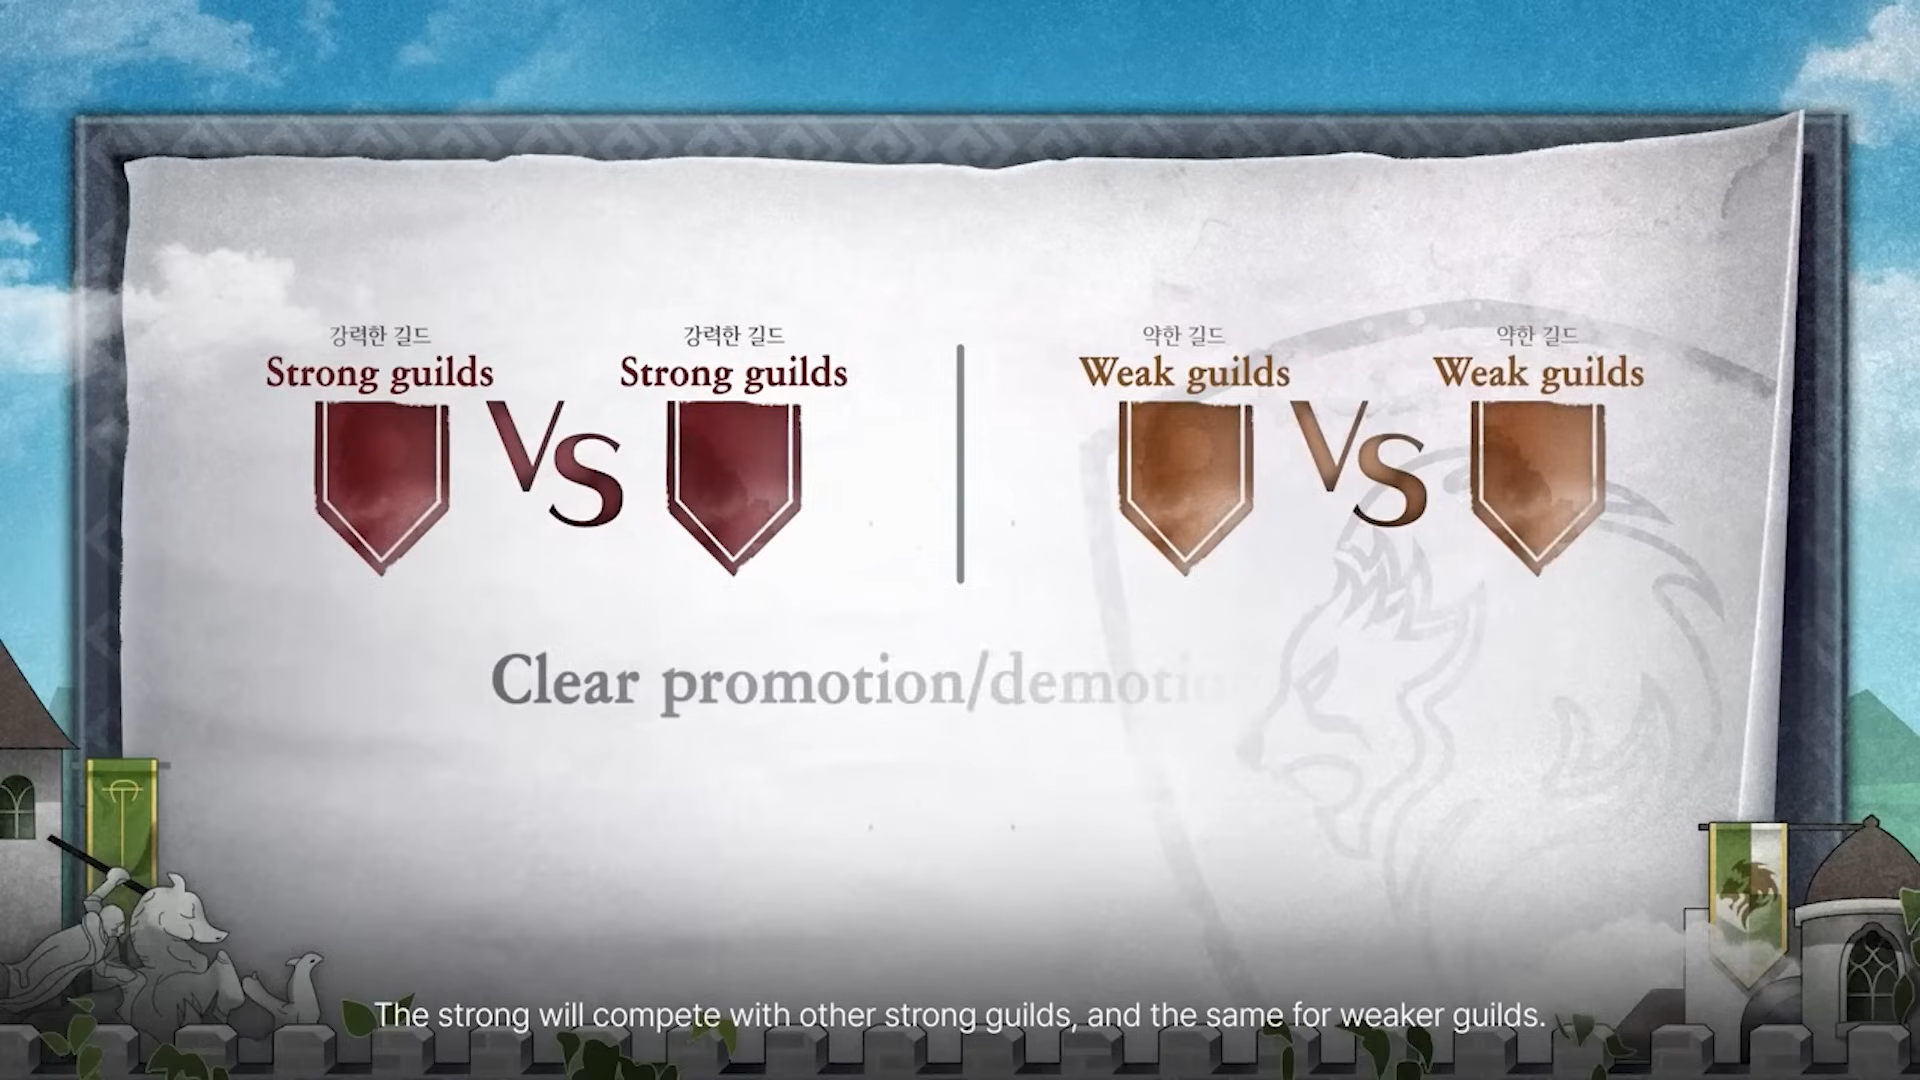 강력한 길드 강력한 길드 약한 길드 약한 길드
Strong guilds Strong guilds Weak guilds Weak guilds
VS VS
Clear promotion/demotio
The strong will compete with other strong guilds, and the same for weaker guilds.